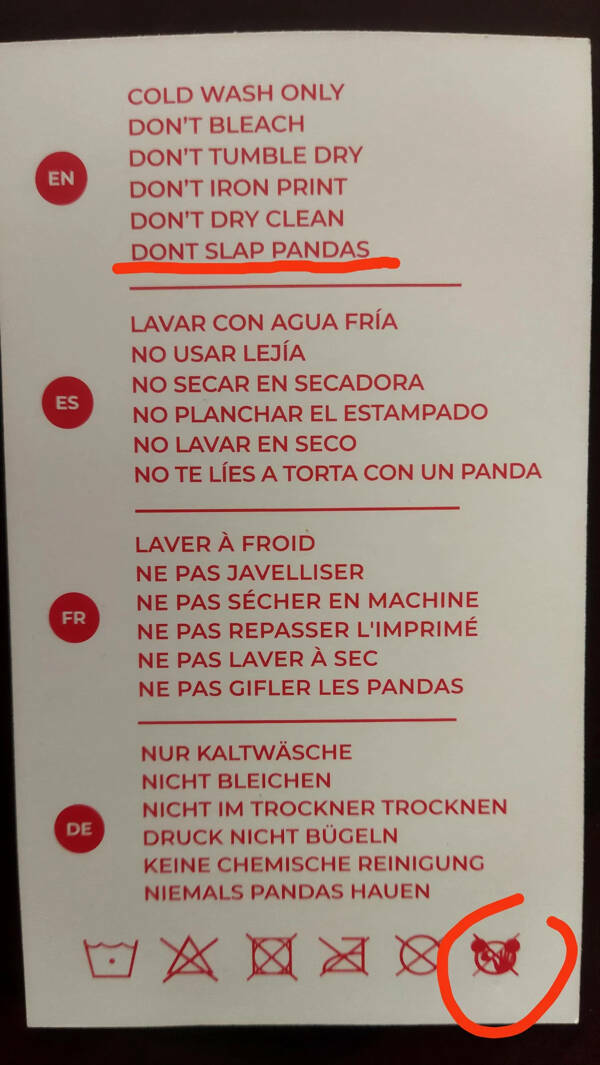 EN
COLD WASH ONLY
DON'T BLEACH
DON'T TUMBLE DRY
DON'T IRON PRINT
DON'T DRY CLEAN
DONT SLAP PANDAS
ES
LAVAR CON AGUA FRÍA
NO USAR LEJÍA
NO SECAR EN SECADORA
NO PLANCHAR EL ESTAMPADO
NO LAVAR EN SECO
NO TE LÍES A TORTA CON UN PANDA
FR
LAVER À FROID
NE PAS JAVELLISER
NE PAS SÉCHER EN MACHINE
NE PAS REPASSER L'IMPRIMÉ
NE PAS LAVER À SEC
NE PAS GIFLER LES PANDAS
DE
NUR KALTWÄSCHE
NICHT BLEICHEN
NICHT IM TROCKNER TROCKNEN
DRUCK NICHT BÜGELN
KEINE CHEMISCHE REINIGUNG
NIEMALS PANDAS HAUEN